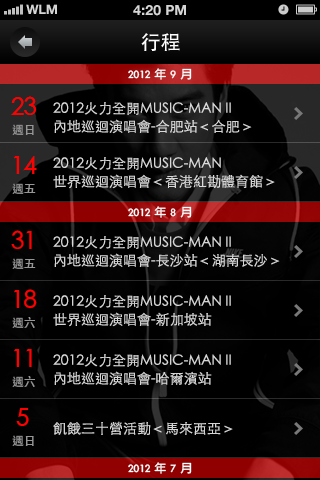 WLM 4:20 PM
行程
2012 年 9 月
23
週日
2012火力全開MUSIC-MAN II
內地巡迴演唱會-合肥站＜合肥＞
14
週五
2012火力全開MUSIC-MAN
世界巡迴演唱會＜香港紅勘體育館＞
2012 年 8 月
31
週五
2012火力全開MUSIC-MAN II
內地巡迴演唱會-長沙站＜湖南長沙＞
18
週六
2012火力全開MUSIC-MAN II
世界巡迴演唱會-新加坡站
11
週六
2012火力全開MUSIC-MAN II
內地巡迴演唱會-哈爾濱站
5
週日
飢餓三十營活動＜馬來西亞＞
2012 年 7 月